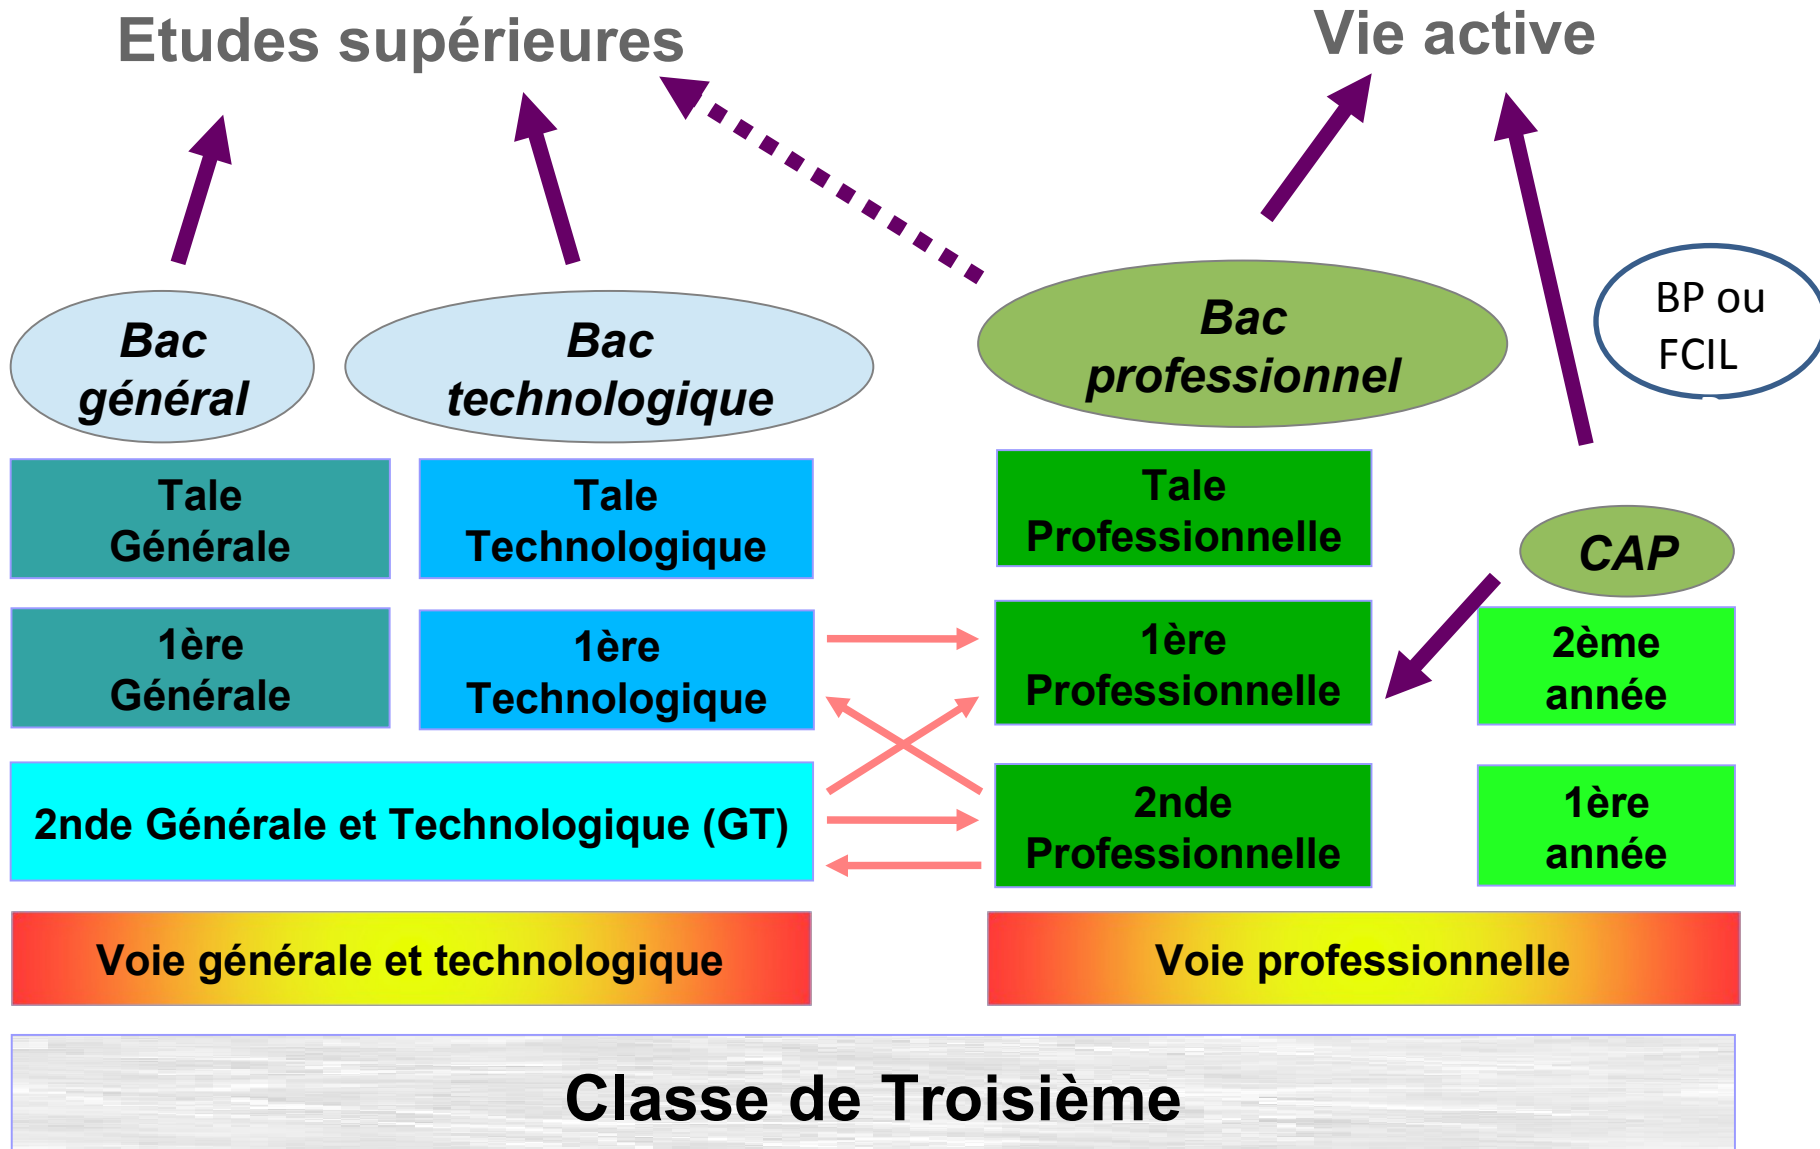 Etudes supérieures
Vie active
Bac
général
Bac
technologique
Bac
professionnel
BP ou
FCIL
Tale
Générale
Tale
Technologique
Tale
Professionnelle
CAP
1ère
Générale
1ère
Technologique
1ère
Professionnelle
2ème
année
2nde Générale et Technologique (GT)
2nde
Professionnelle
1ère
année
Voie générale et technologique
Voie professionnelle
Classe de Troisième